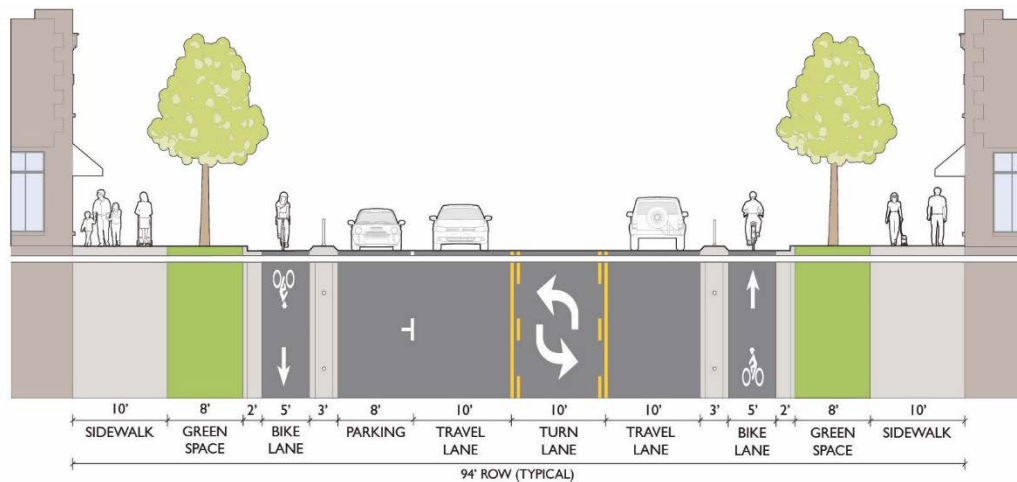 10' 8' 2' 5' 3' 8' 10' 10' 10' 3' 5' 2' 8' 10'
SIDEWALK GREEN SPACE BIKE LANE PARKING TRAVEL LANE TURN LANE TRAVEL LANE BIKE LANE GREEN SPACE SIDEWALK
94' ROW (TYPICAL)